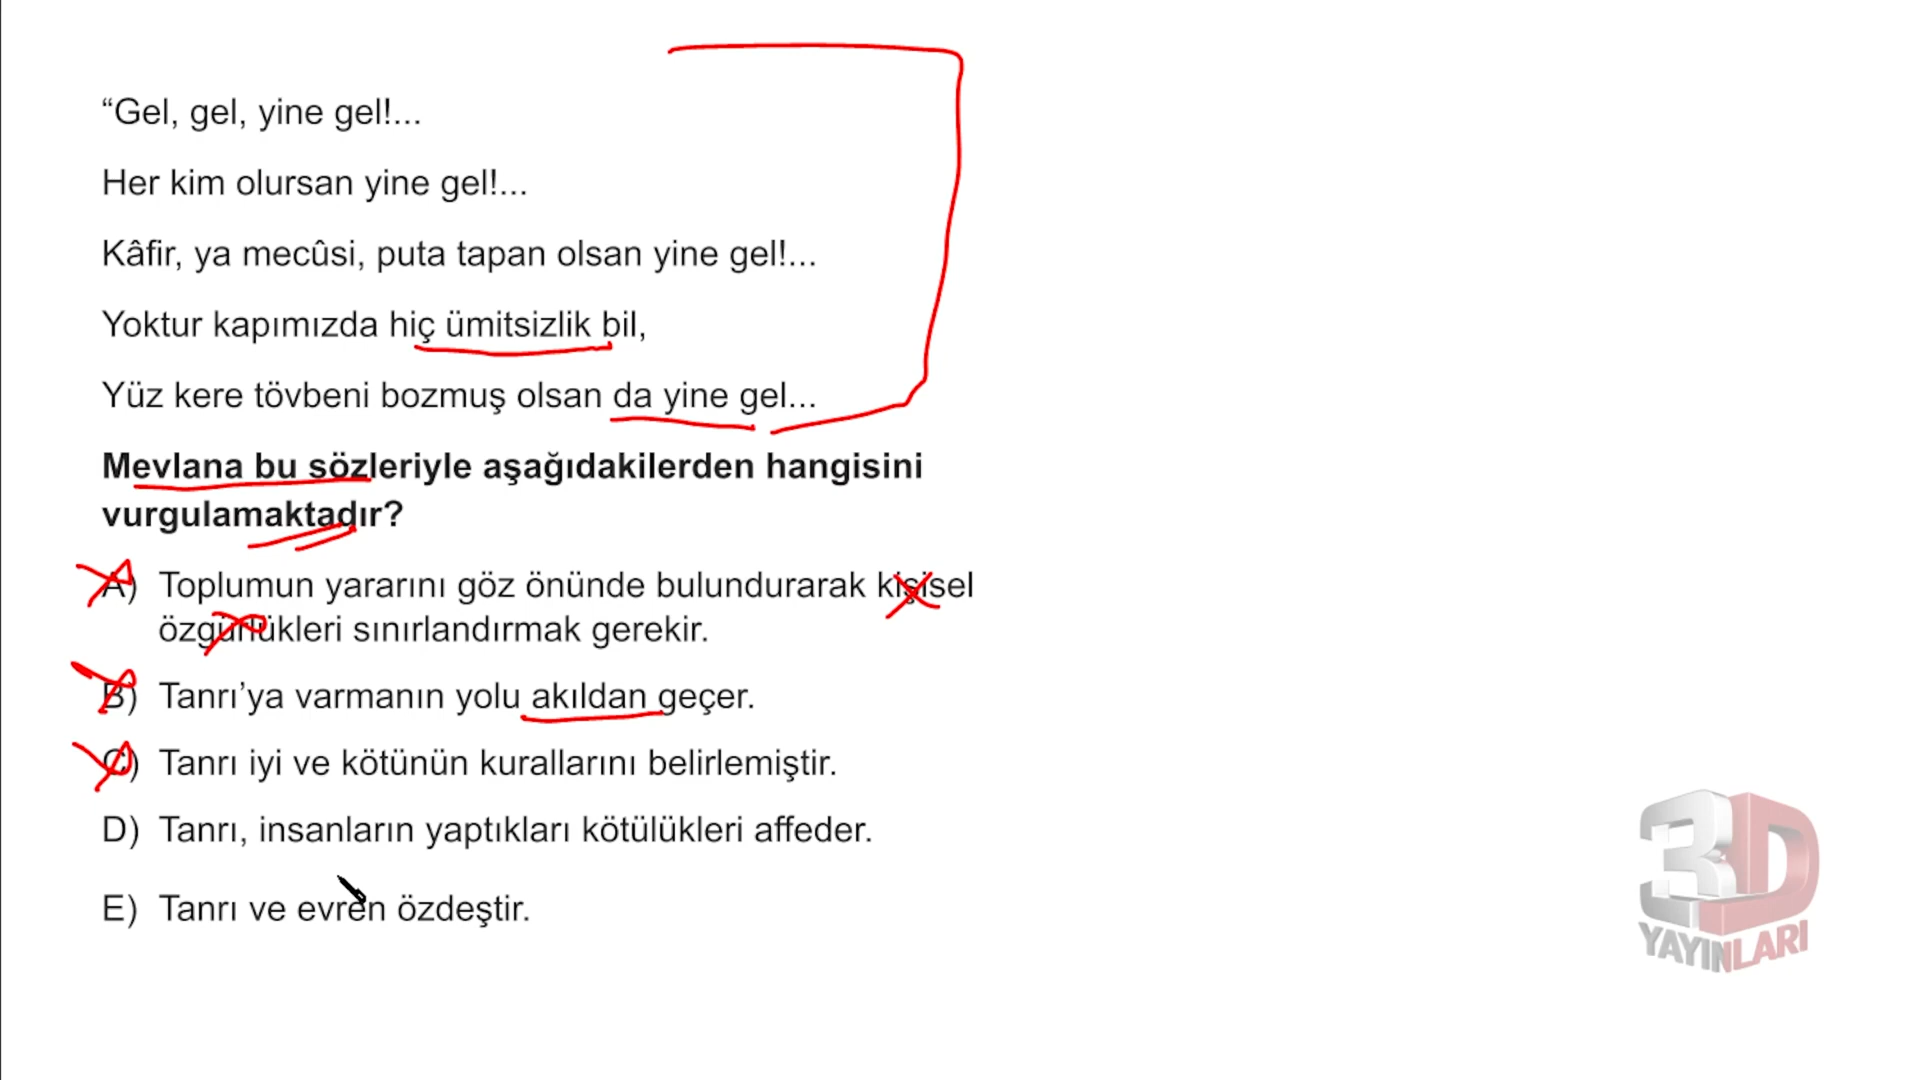 “Gel, gel, yine gel!...
Her kim olursan yine gel!...
Kâfir, ya mecûsi, puta tapan olsan yine gel!...
Yoktur kapımızda hiç ümitsizlik bil,
Yüz kere tövbeni bozmuş olsan da yine gel...
Mevlana bu sözleriyle aşağıdakilerden hangisini
vurgulamaktadır?
A) Toplumun yararını göz önünde bulundurarak kişisel
özgürlükleri sınırlandırmak gerekir.
B) Tanrı’ya varmanın yolu akıldan geçer.
C) Tanrı iyi ve kötünün kurallarını belirlemiştir.
D) Tanrı, insanların yaptıkları kötülükleri affeder.
E) Tanrı ve evren özdeştir.
3D
YAYINLARI